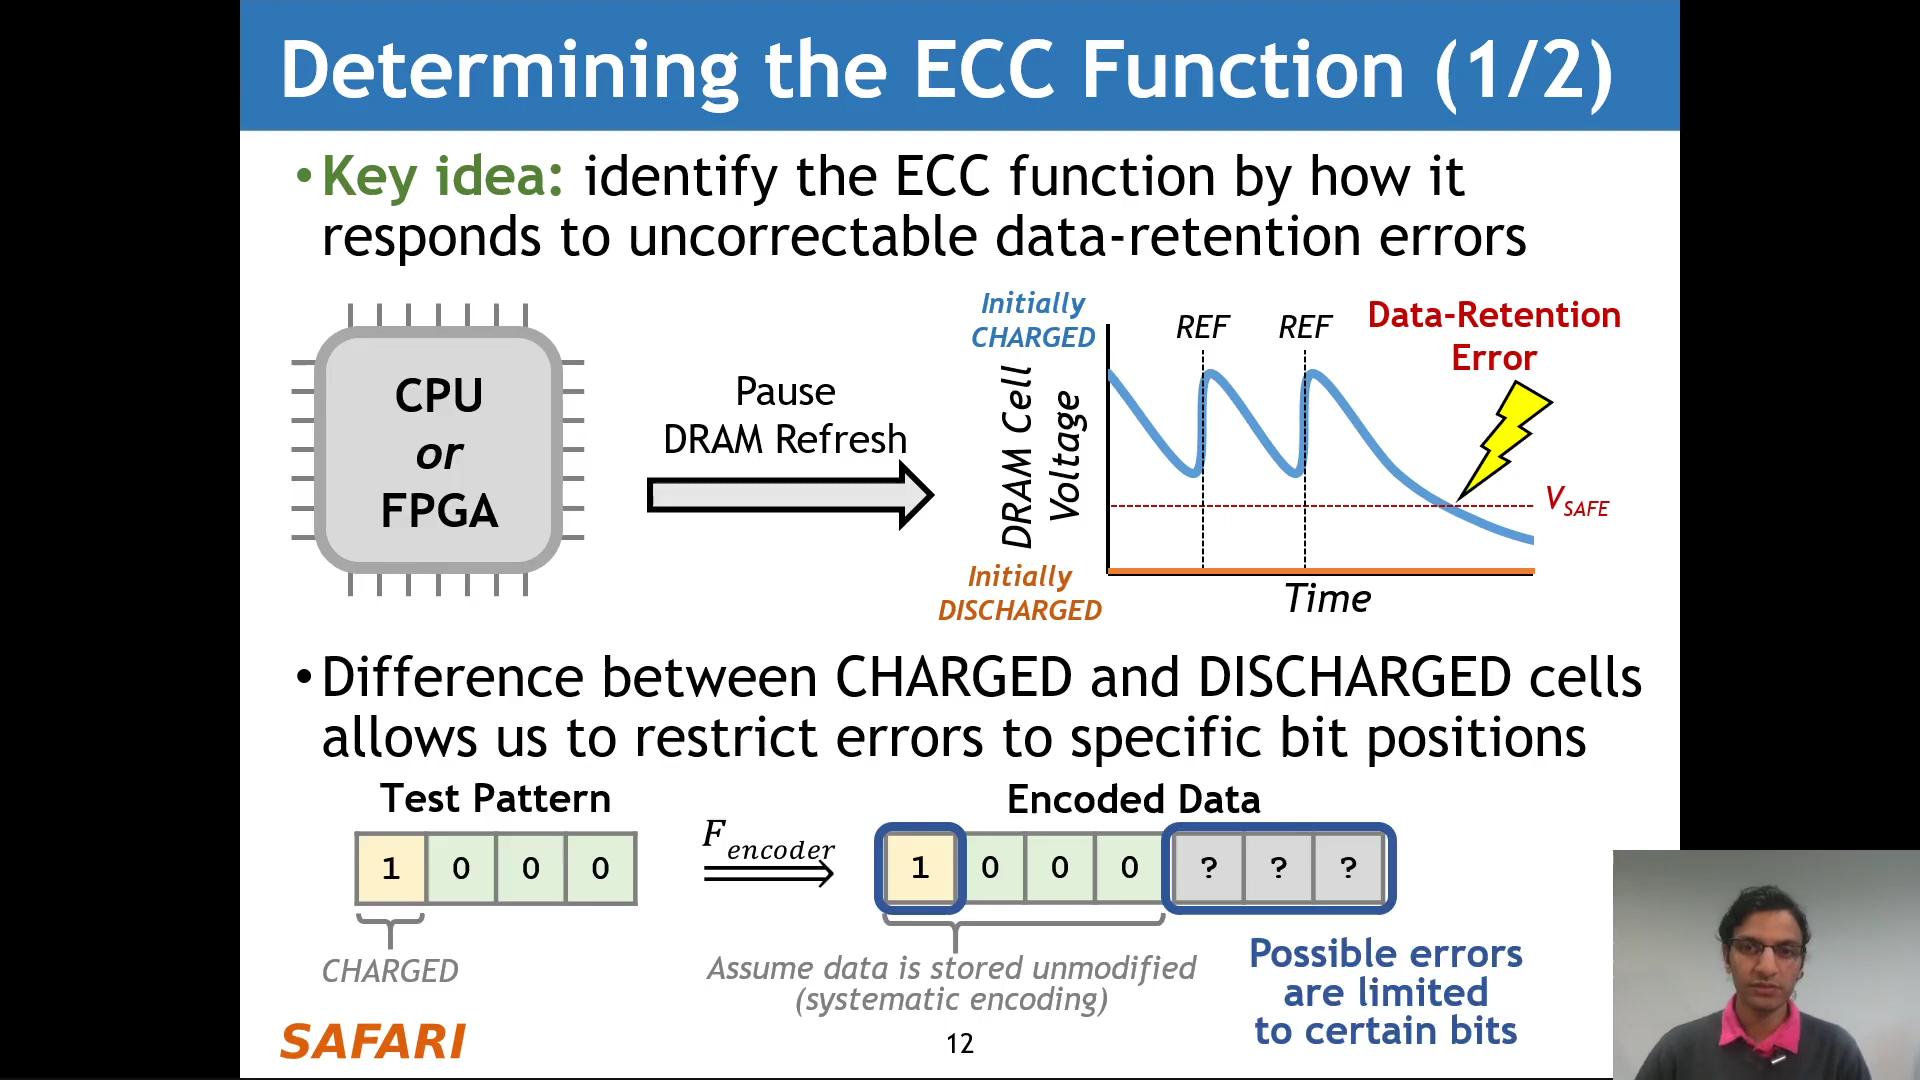 Determining the ECC Function (1/2)
•Key idea: identify the ECC function by how it
responds to uncorrectable data-retention errors
CPU
or
FPGA
Pause
DRAM Refresh
Initially
CHARGED
DRAM Cell
Voltage
Initially
DISCHARGED
REF REF
Data-Retention
Error
VSAFE
Time
•Difference between CHARGED and DISCHARGED cells
allows us to restrict errors to specific bit positions
Test Pattern
1 0 0 0
CHARGED
Fencoder
Encoded Data
1 0 0 0 ? ? ?
Assume data is stored unmodified
(systematic encoding)
Possible errors
are limited
to certain bits
SAFARI
12